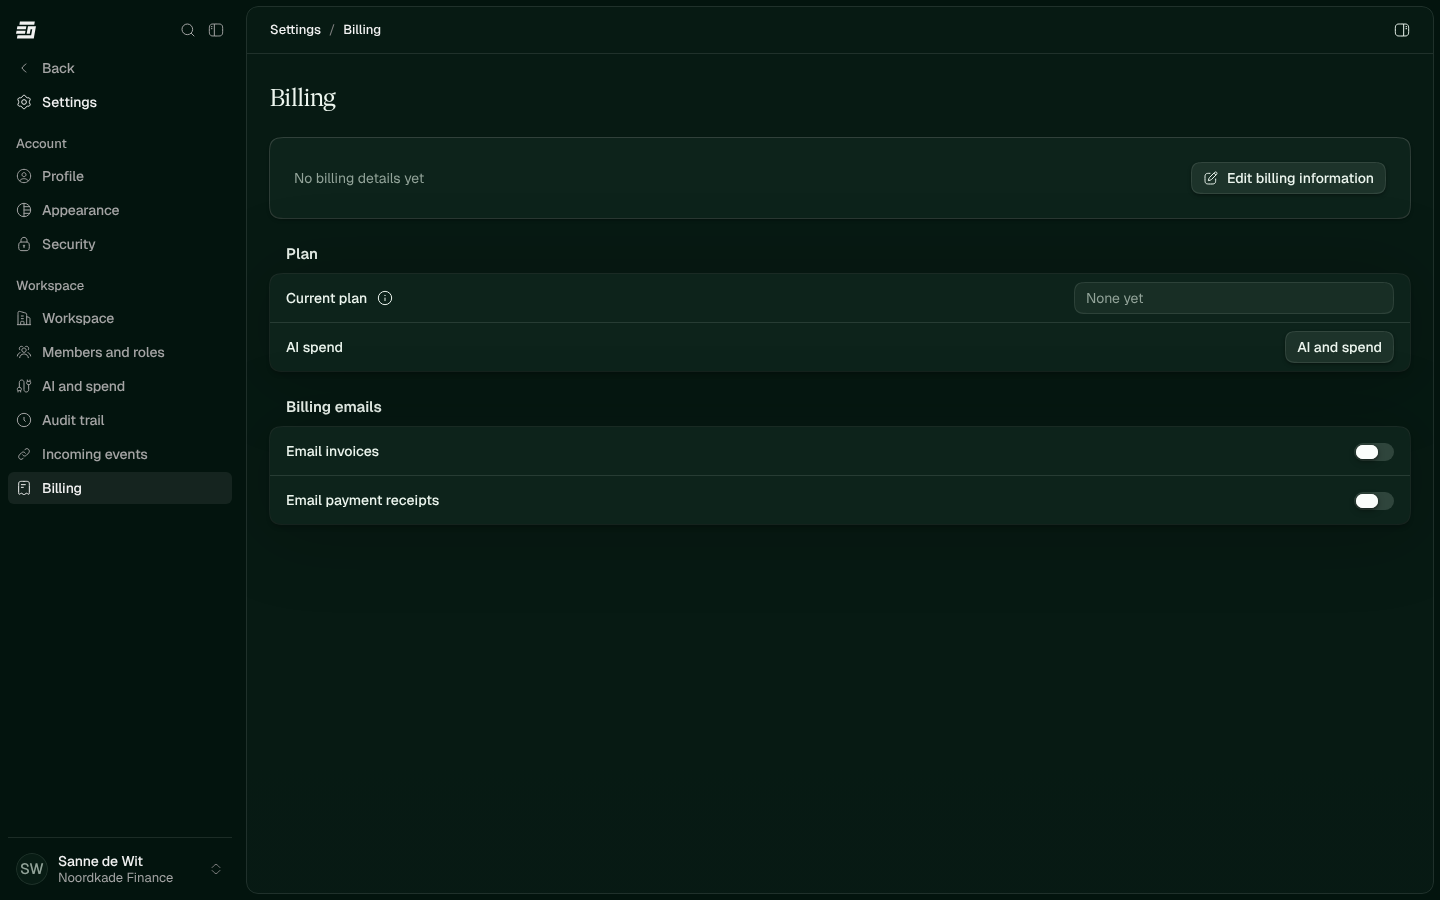 Back
Settings
Account
Profile
Appearance
Security
Workspace
Workspace
Members and roles
AI and spend
Audit trail
Incoming events
Billing
SW
Sanne de Wit
Noordkade Finance
Settings / Billing
Billing
No billing details yet
Edit billing information
Plan
Current plan
None yet
AI spend
AI and spend
Billing emails
Email invoices
Email payment receipts